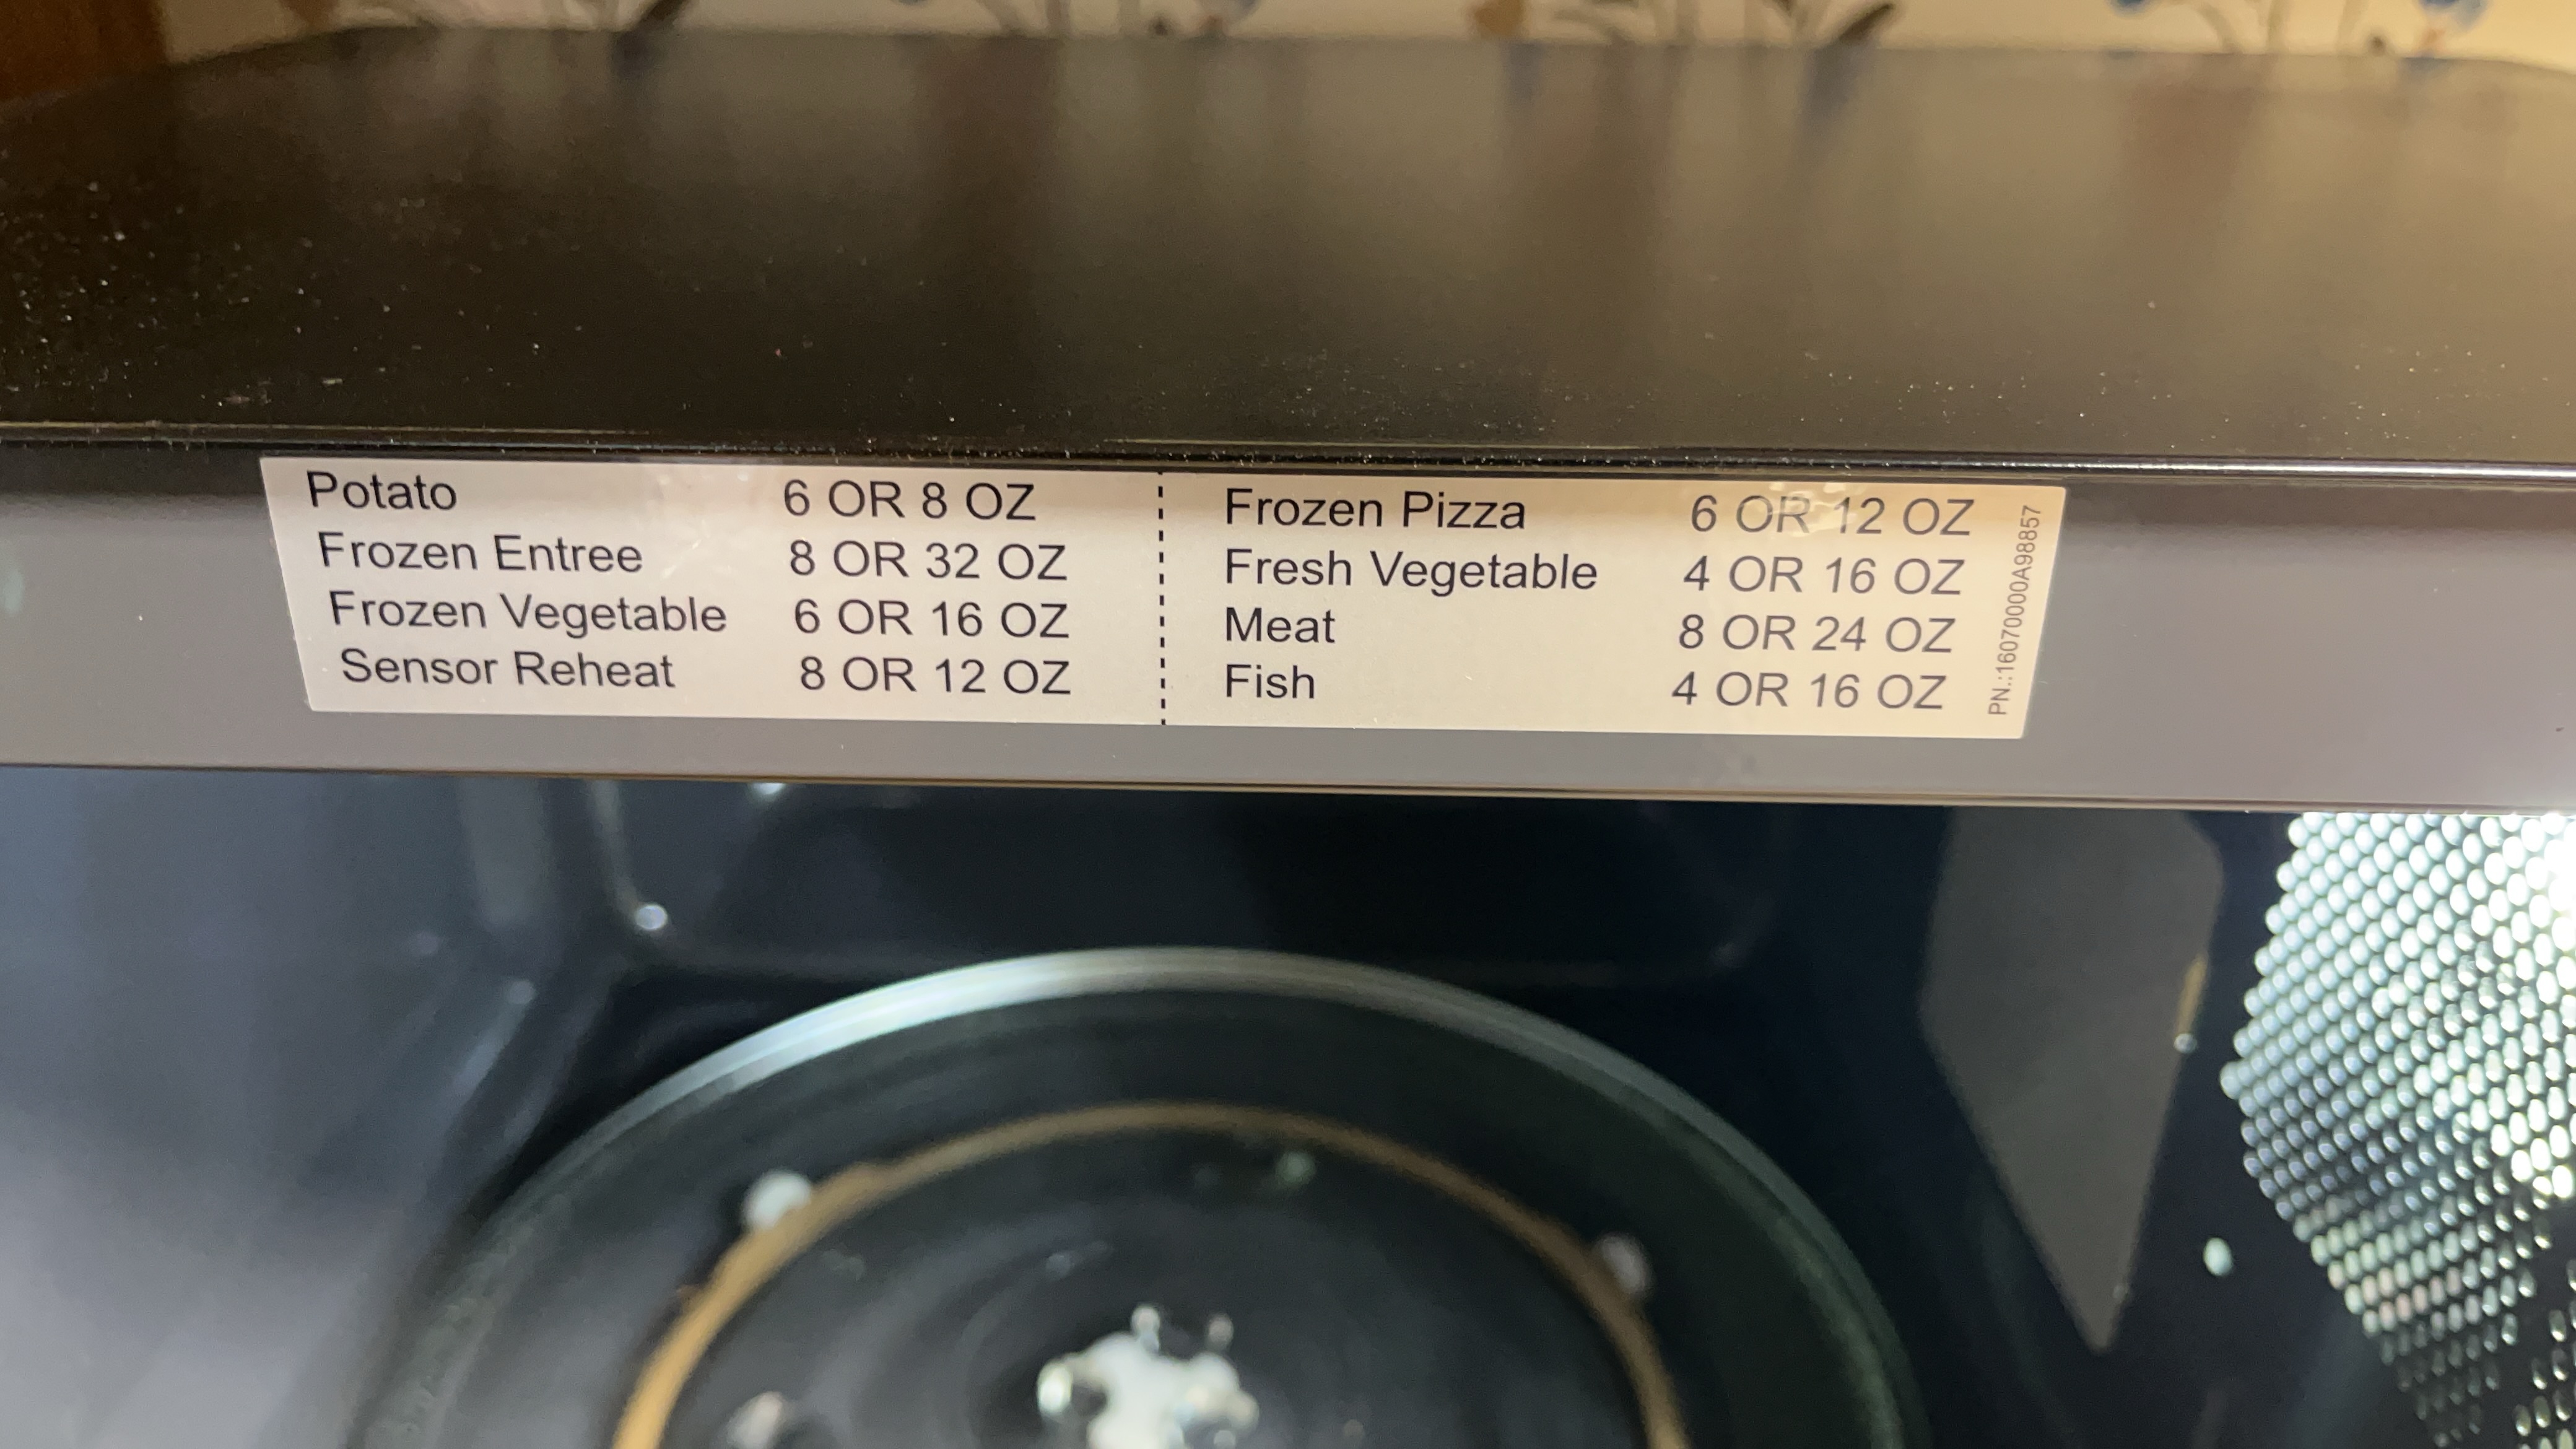 Potato 6 OR 8 OZ
Frozen Entree 8 OR 32 OZ
Frozen Vegetable 6 OR 16 OZ
Sensor Reheat 8 OR 12 OZ
Frozen Pizza 6 OR 12 OZ
Fresh Vegetable 4 OR 16 OZ
Meat 8 OR 24 OZ
Fish 4 OR 16 OZ
PN.:16070000A98857